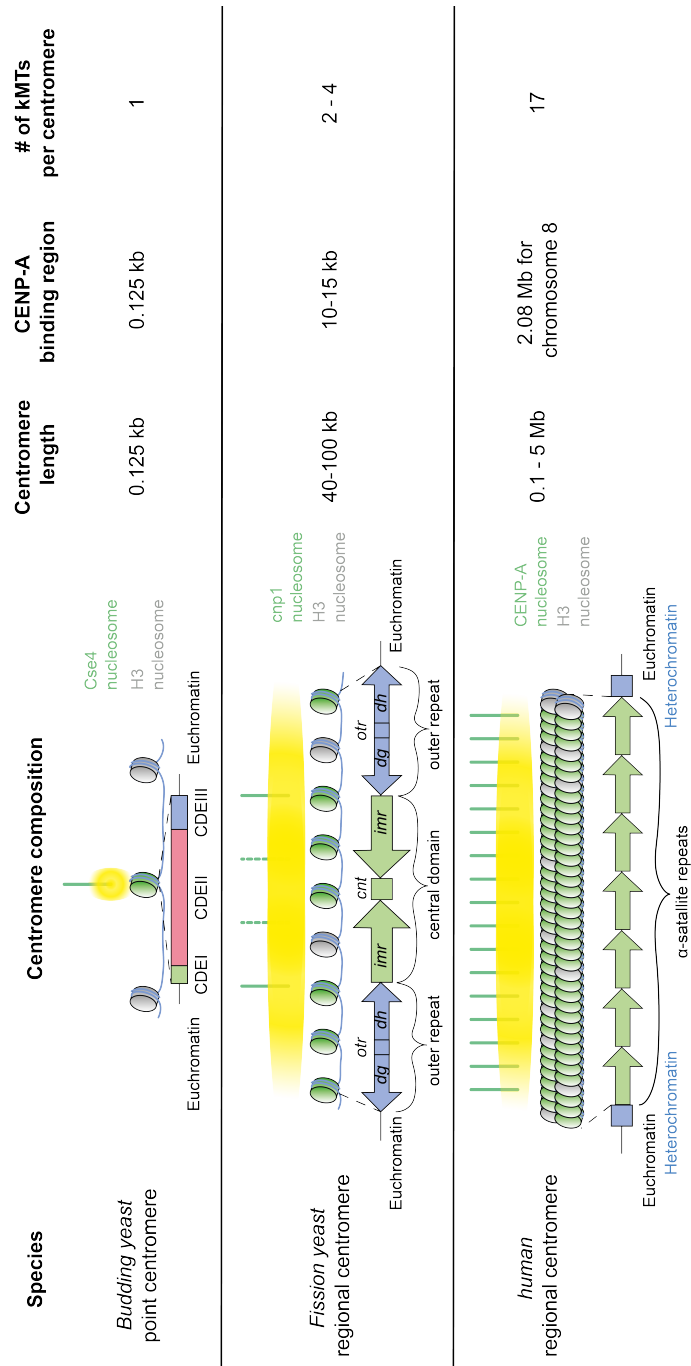 Species
Centromere composition
Centromere
length
CENP-A
binding region
# of kMTs
per centromere
Budding yeast
point centromere
Cse4
nucleosome
H3
nucleosome
Euchromatin
Euchromatin
CDEI
CDEII
CDEIII
0.125 kb
0.125 kb
1
Fission yeast
regional centromere
cnp1
nucleosome
H3
nucleosome
otr
cnt
otr
dg
dh
imr
imr
dg
dh
Euchromatin
Euchromatin
outer repeat
central domain
outer repeat
40-100 kb
10-15 kb
2 - 4
human
regional centromere
CENP-A
nucleosome
H3
nucleosome
Euchromatin
Euchromatin
Heterochromatin
Heterochromatin
α-satallite repeats
0.1 - 5 Mb
2.08 Mb for
chromosome 8
17